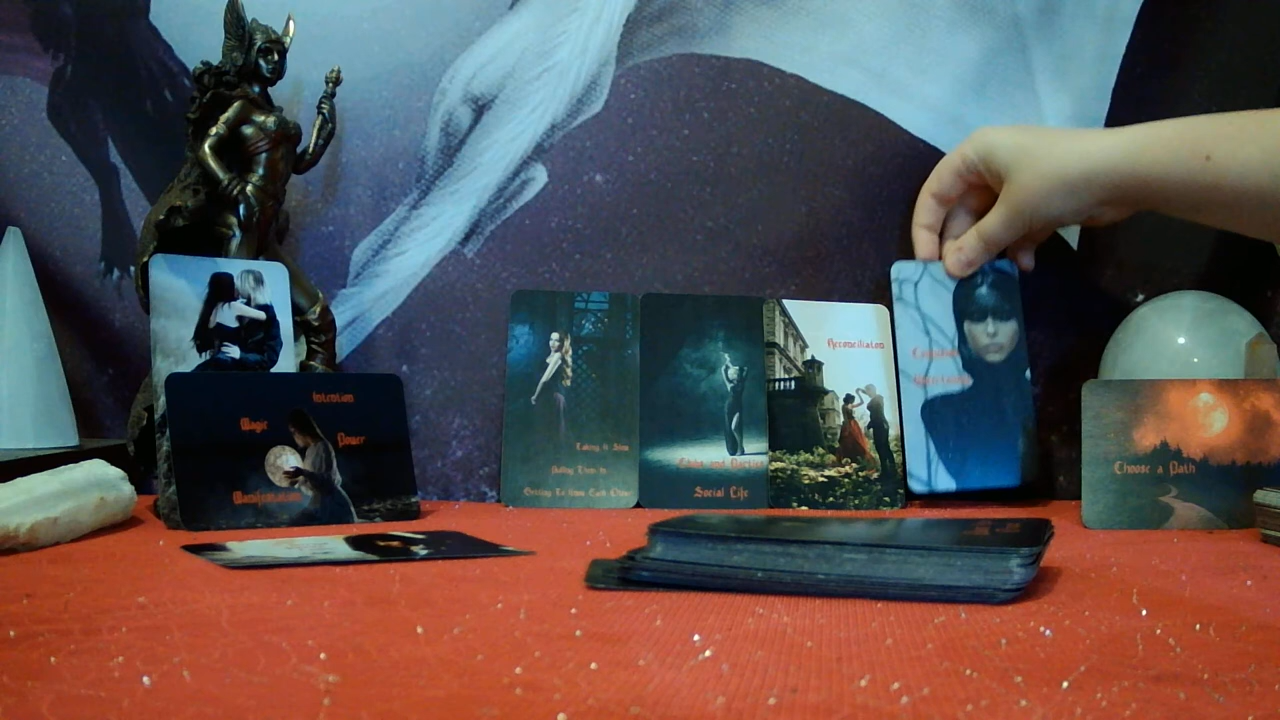 Intention
Magic
Power
Manifestation
Taking It Slow
Getting To Know Each Other
Clubs and Parties
Social Life
Reconciliation
Choose a Path